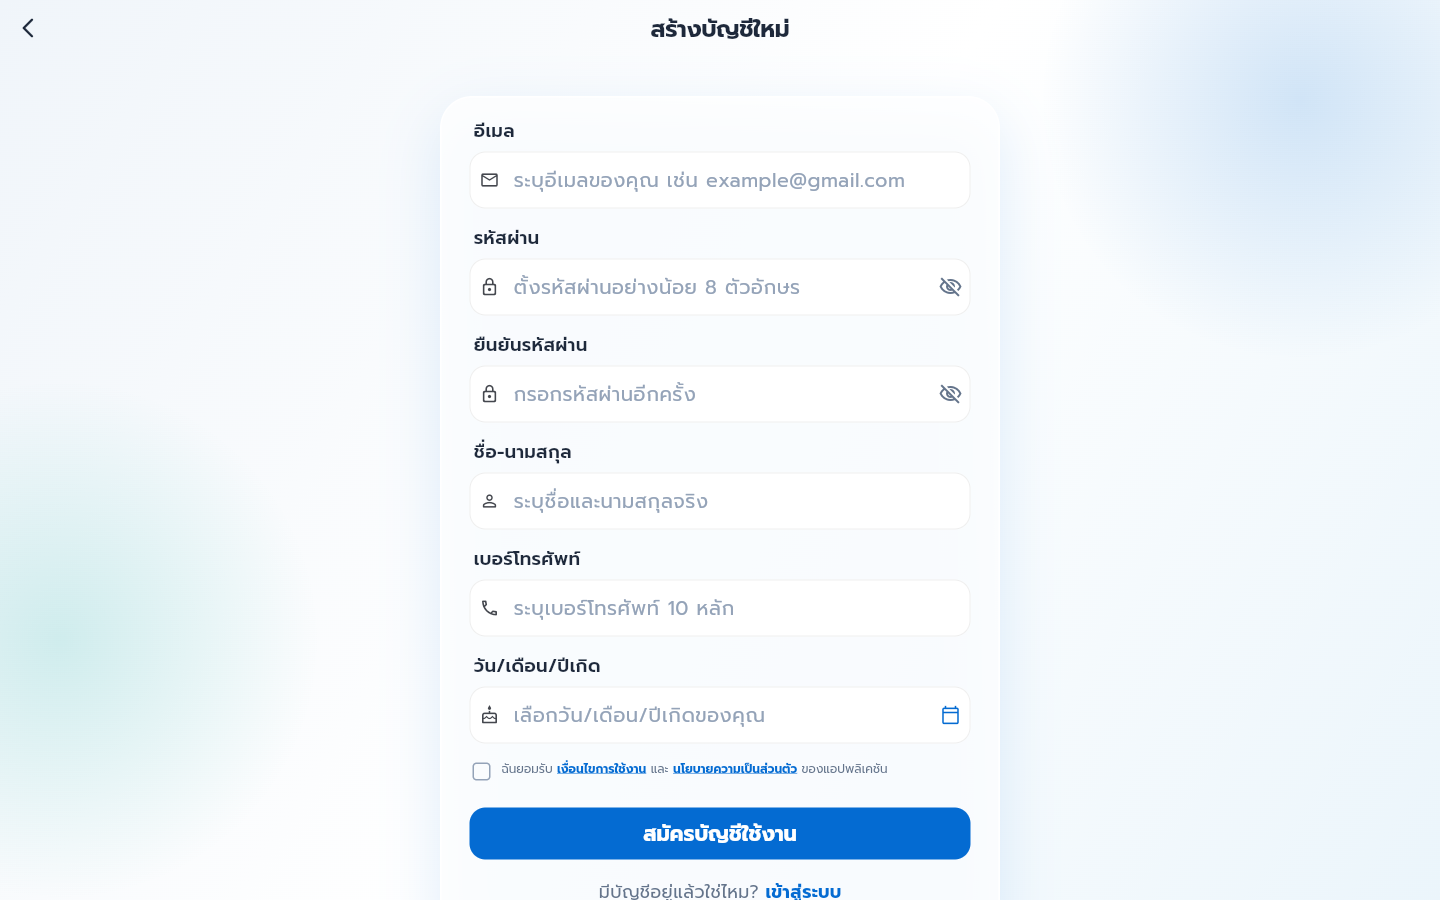 สร้างบัญชีใหม่
อีเมล
ระบุอีเมลของคุณ เช่น example@gmail.com
รหัสผ่าน
ตั้งรหัสผ่านอย่างน้อย 8 ตัวอักษร
ยืนยันรหัสผ่าน
กรอกรหัสผ่านอีกครั้ง
ชื่อ-นามสกุล
ระบุชื่อและนามสกุลจริง
เบอร์โทรศัพท์
ระบุเบอร์โทรศัพท์ 10 หลัก
วัน/เดือน/ปีเกิด
เลือกวัน/เดือน/ปีเกิดของคุณ
ฉันยอมรับ เงื่อนไขการใช้งาน และ นโยบายความเป็นส่วนตัว ของแอปพลิเคชัน
สมัครบัญชีใช้งาน
มีบัญชีอยู่แล้วใช่ไหม? เข้าสู่ระบบ